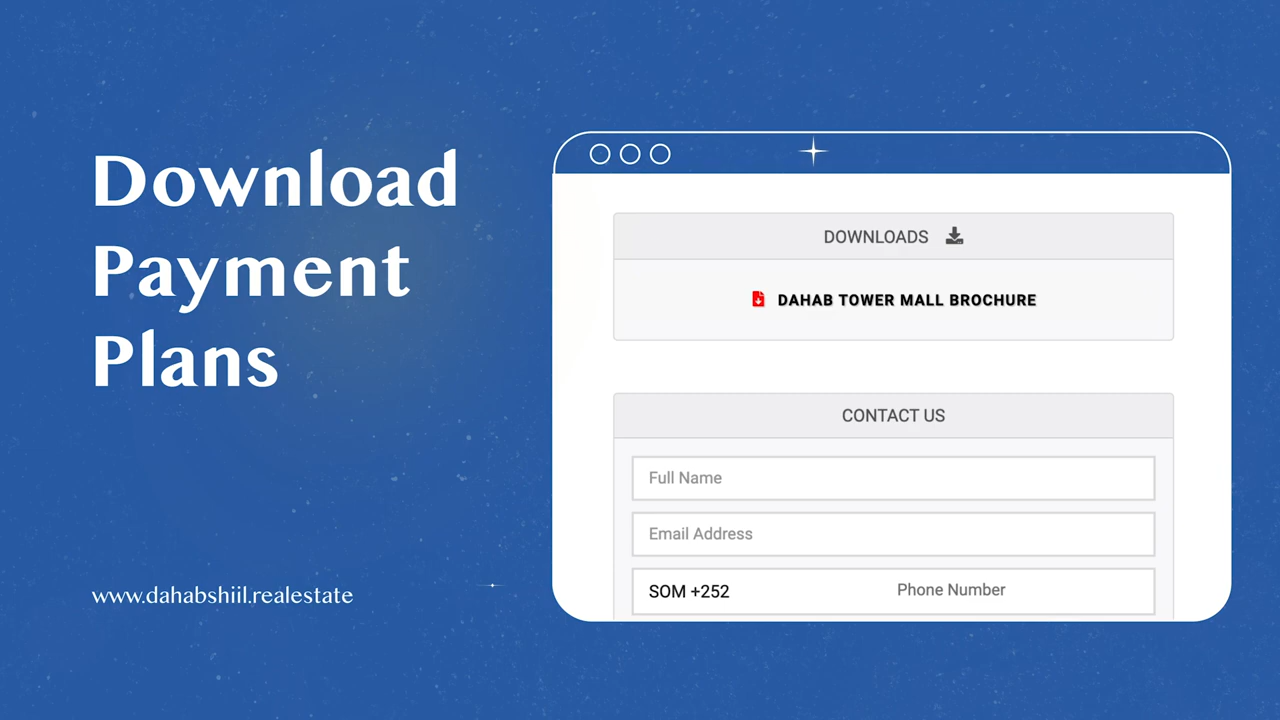 Download
Payment
Plans
www.dahabshiil.realestate
DOWNLOADS
DAHAB TOWER MALL BROCHURE
CONTACT US
Full Name
Email Address
SOM +252 Phone Number